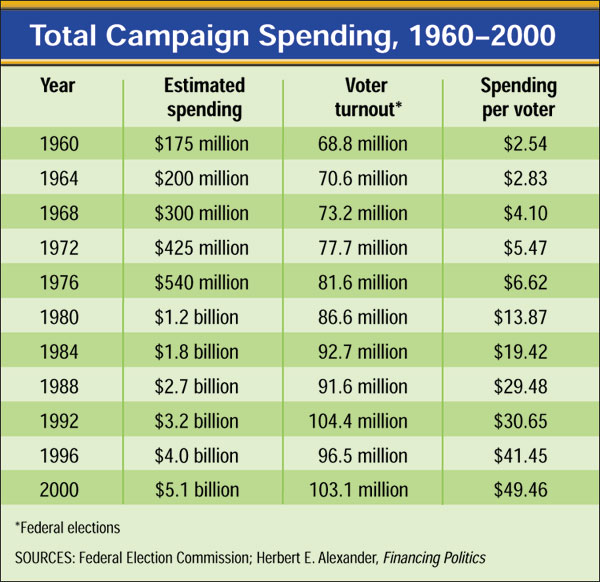 Total Campaign Spending, 1960–2000
Year Estimated spending Voter turnout* Spending per voter
1960 $175 million 68.8 million $2.54
1964 $200 million 70.6 million $2.83
1968 $300 million 73.2 million $4.10
1972 $425 million 77.7 million $5.47
1976 $540 million 81.6 million $6.62
1980 $1.2 billion 86.6 million $13.87
1984 $1.8 billion 92.7 million $19.42
1988 $2.7 billion 91.6 million $29.48
1992 $3.2 billion 104.4 million $30.65
1996 $4.0 billion 96.5 million $41.45
2000 $5.1 billion 103.1 million $49.46
*Federal elections
SOURCES: Federal Election Commission; Herbert E. Alexander, Financing Politics